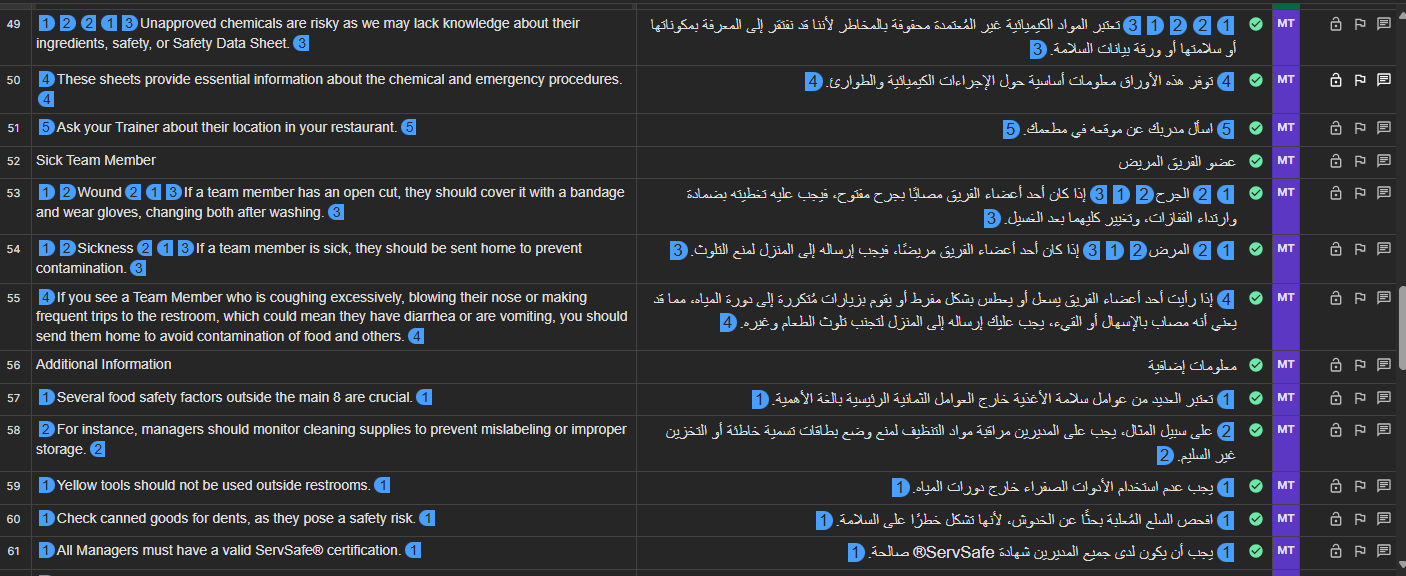 49
1 2 2 1 3 Unapproved chemicals are risky as we may lack knowledge about their
ingredients, safety, or Safety Data Sheet. 3
1 2 2 1 3 تعتبر المواد الكيميائية غير المُعتمدة محفوفة بالمخاطر لأننا قد نفتقر إلى المعرفة بمكوناتها
أو سلامتها أو ورقة بيانات السلامة. 3
MT
50
4 These sheets provide essential information about the chemical and emergency procedures.
4
4 توفر هذه الأوراق معلومات أساسية حول الإجراءات الكيميائية والطوارئ. 4
MT
51
5 Ask your Trainer about their location in your restaurant. 5
5 اسأل مدربك عن موقعه في مطعمك. 5
MT
52
Sick Team Member
عضو الفريق المريض
MT
53
1 2 Wound 2 1 3 If a team member has an open cut, they should cover it with a bandage
and wear gloves, changing both after washing. 3
1 2 الجرح 2 1 3 إذا كان أحد أعضاء الفريق مصابًا بجرح مفتوح، فيجب عليه تغطيته بضمادة
وارتداء القفازات، وتغيير كليهما بعد الغسيل. 3
MT
54
1 2 Sickness 2 1 3 If a team member is sick, they should be sent home to prevent
contamination. 3
1 2 المرض 2 1 3 إذا كان أحد أعضاء الفريق مريضًا، فيجب إرساله إلى المنزل لمنع التلوث. 3
MT
55
4 If you see a Team Member who is coughing excessively, blowing their nose or making
frequent trips to the restroom, which could mean they have diarrhea or are vomiting, you should
send them home to avoid contamination of food and others. 4
4 إذا رأيت أحد أعضاء الفريق يسعل أو يعطس بشكل مفرط أو يقوم بزيارات مُتكررة إلى دورة المياه، مما قد
يعني أنه مصاب بالإسهال أو القيء، يجب عليك إرساله إلى المنزل لتجنب تلوث الطعام وغيره. 4
MT
56
Additional Information
معلومات إضافية
MT
57
1 Several food safety factors outside the main 8 are crucial. 1
1 تعتبر العديد من عوامل سلامة الأغذية خارج العوامل الثمانية الرئيسية بالغة الأهمية. 1
MT
58
2 For instance, managers should monitor cleaning supplies to prevent mislabeling or improper
storage. 2
2 على سبيل المثال، يجب على المديرين مراقبة مواد التنظيف لمنع وضع بطاقات تسمية خاطئة أو التخزين
غير السليم. 2
MT
59
1 Yellow tools should not be used outside restrooms. 1
1 يجب عدم استخدام الأدوات الصفراء خارج دورات المياه. 1
MT
60
1 Check canned goods for dents, as they pose a safety risk. 1
1 افحص السلع المُعلبة بحثًا عن الخدوش، لأنها تشكل خطرًا على السلامة. 1
MT
61
1 All Managers must have a valid ServSafe® certification. 1
1 يجب أن يكون لدى جميع المديرين شهادة ServSafe® صالحة. 1
MT